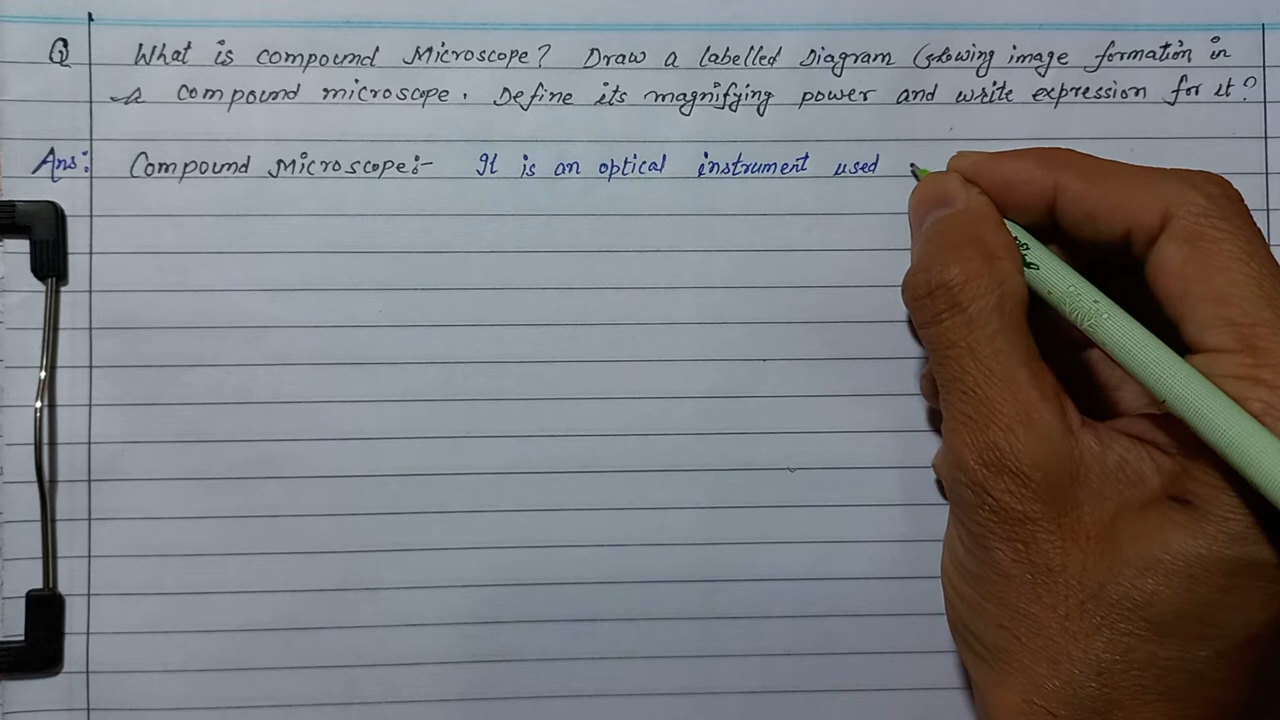 Q What is compound Microscope? Draw a labelled Diagram (showing image formation in
a compound microscope. Define its magnifying power and write expression for it?
Ans: Compound Microscope:- It is an optical instrument used